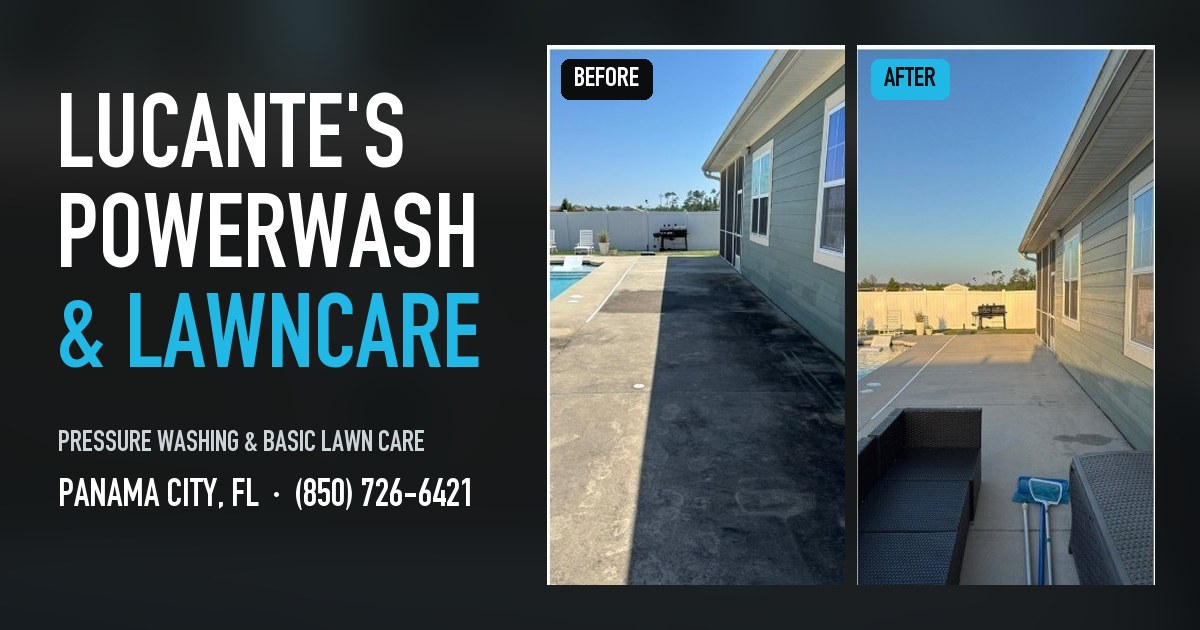 LUCANTE'S
POWERWASH
& LAWNCARE
PRESSURE WASHING & BASIC LAWN CARE
PANAMA CITY, FL · (850) 726-6421
BEFORE
AFTER